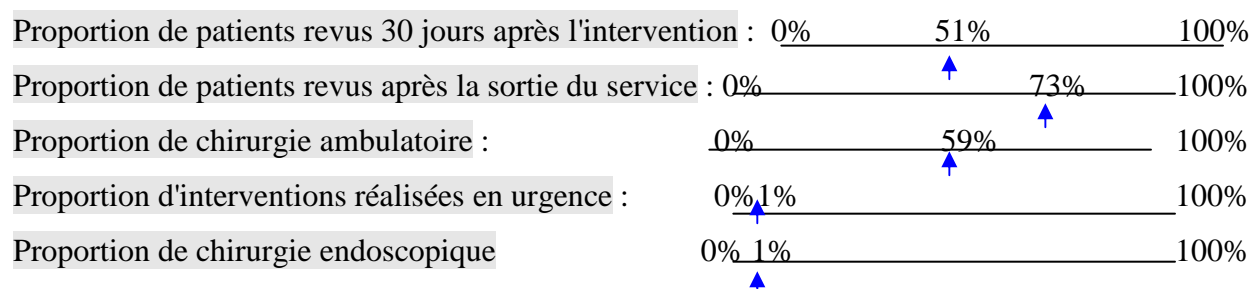 Proportion de patients revus 30 jours après l'intervention : 0% 51% 100%
Proportion de patients revus après la sortie du service : 0% 73% 100%
Proportion de chirurgie ambulatoire : 0% 59% 100%
Proportion d'interventions réalisées en urgence : 0% 1% 100%
Proportion de chirurgie endoscopique 0% 1% 100%